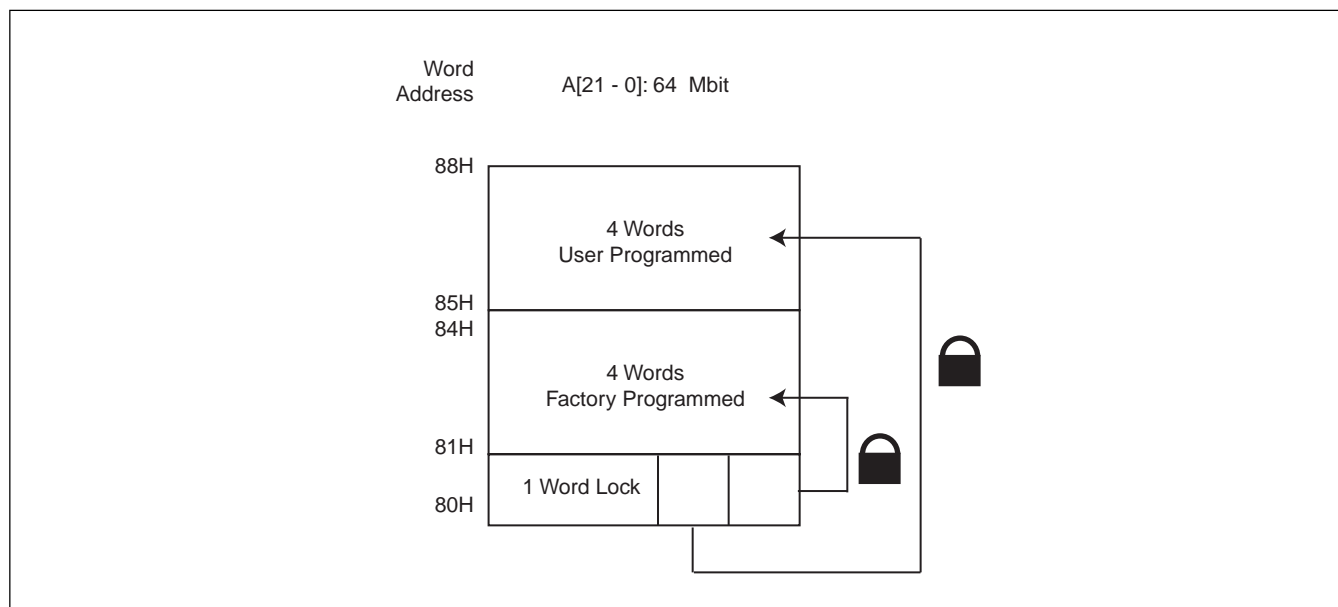 Word
Address
A[21 - 0]: 64 Mbit
88H
4 Words
User Programmed
85H
84H
4 Words
Factory Programmed
81H
1 Word Lock
80H